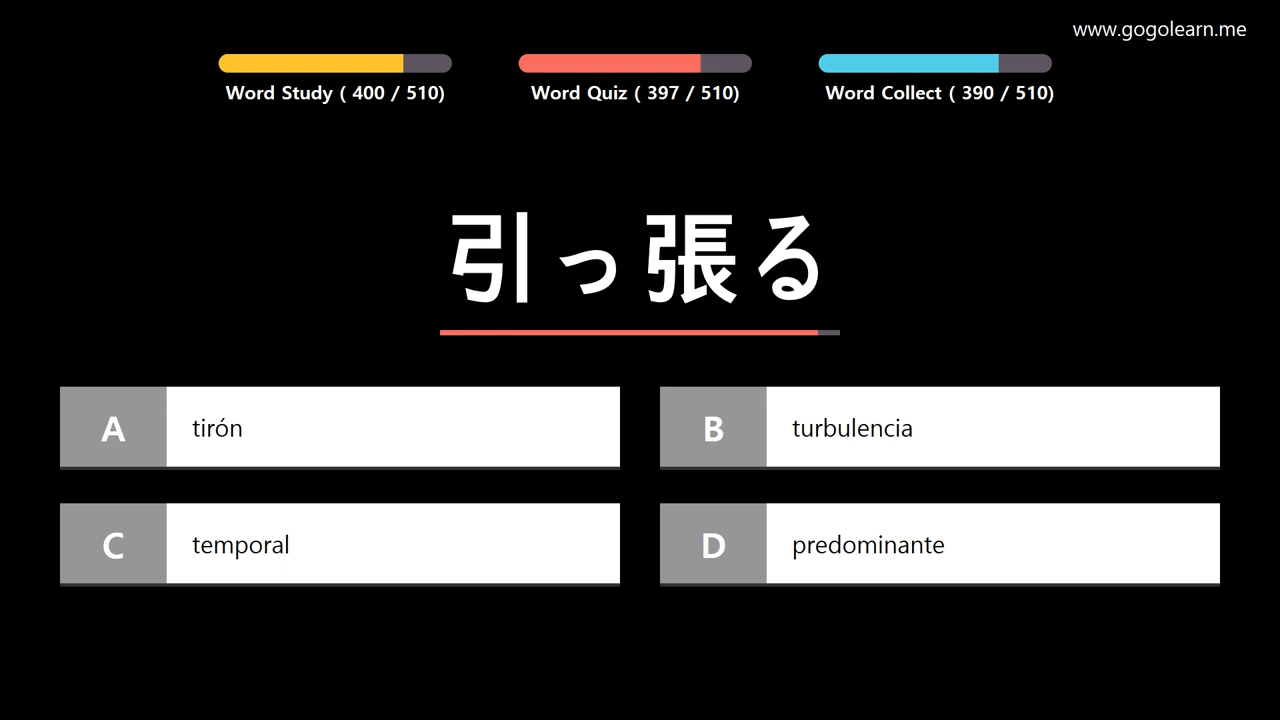 www.gogolearn.me
Word Study ( 400 / 510)
Word Quiz ( 397 / 510)
Word Collect ( 390 / 510)
引っ張る
A tirón
B turbulencia
C temporal
D predominante